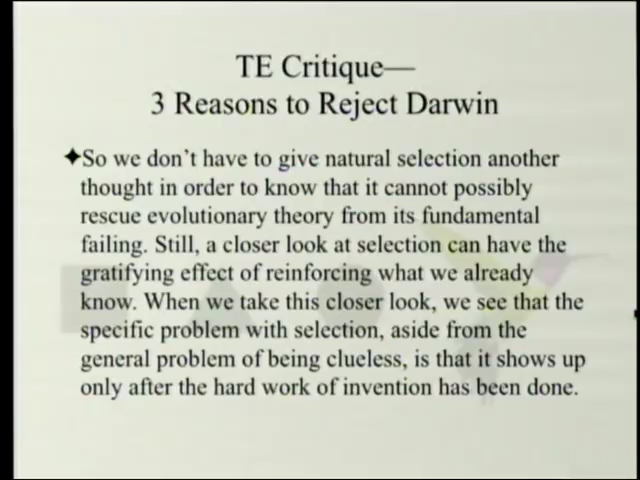 TE Critique—
3 Reasons to Reject Darwin
✦So we don't have to give natural selection another
thought in order to know that it cannot possibly
rescue evolutionary theory from its fundamental
failing. Still, a closer look at selection can have the
gratifying effect of reinforcing what we already
know. When we take this closer look, we see that the
specific problem with selection, aside from the
general problem of being clueless, is that it shows up
only after the hard work of invention has been done.